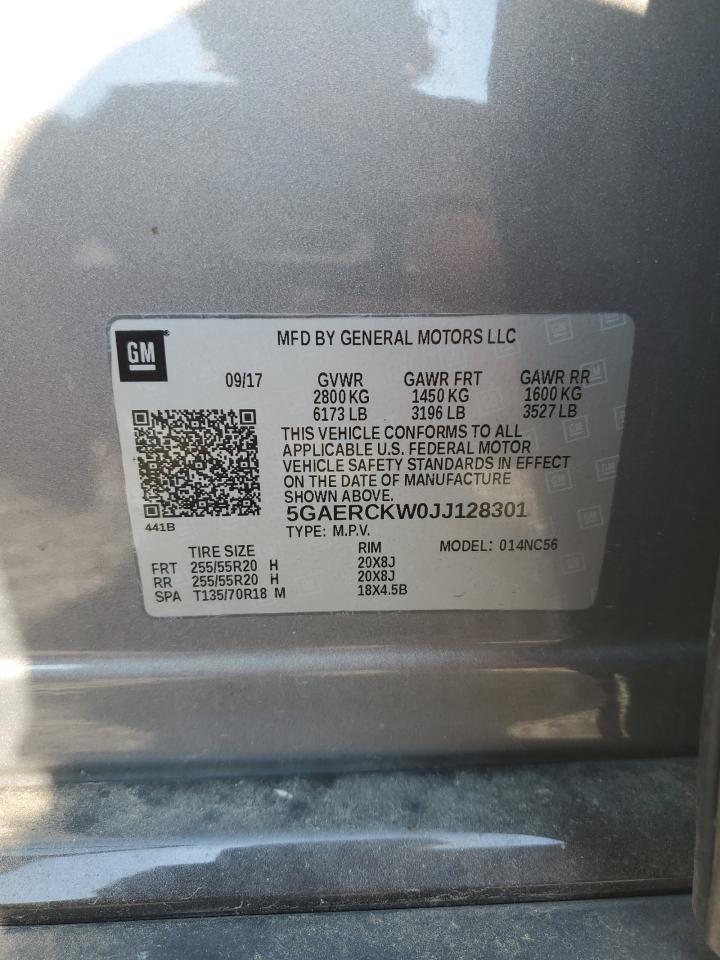 GM
MFD BY GENERAL MOTORS LLC
09/17 GVWR GAWR FRT GAWR RR
2800 KG 1450 KG 1600 KG
6173 LB 3196 LB 3527 LB
THIS VEHICLE CONFORMS TO ALL
APPLICABLE U.S. FEDERAL MOTOR
VEHICLE SAFETY STANDARDS IN EFFECT
ON THE DATE OF MANUFACTURE
SHOWN ABOVE.
441B
5GAERCKW0JJ128301
TYPE: M.P.V.
TIRE SIZE RIM MODEL: 014NC56
FRT 255/55R20 H 20X8J
RR 255/55R20 H 20X8J
SPA T135/70R18 M 18X4.5B